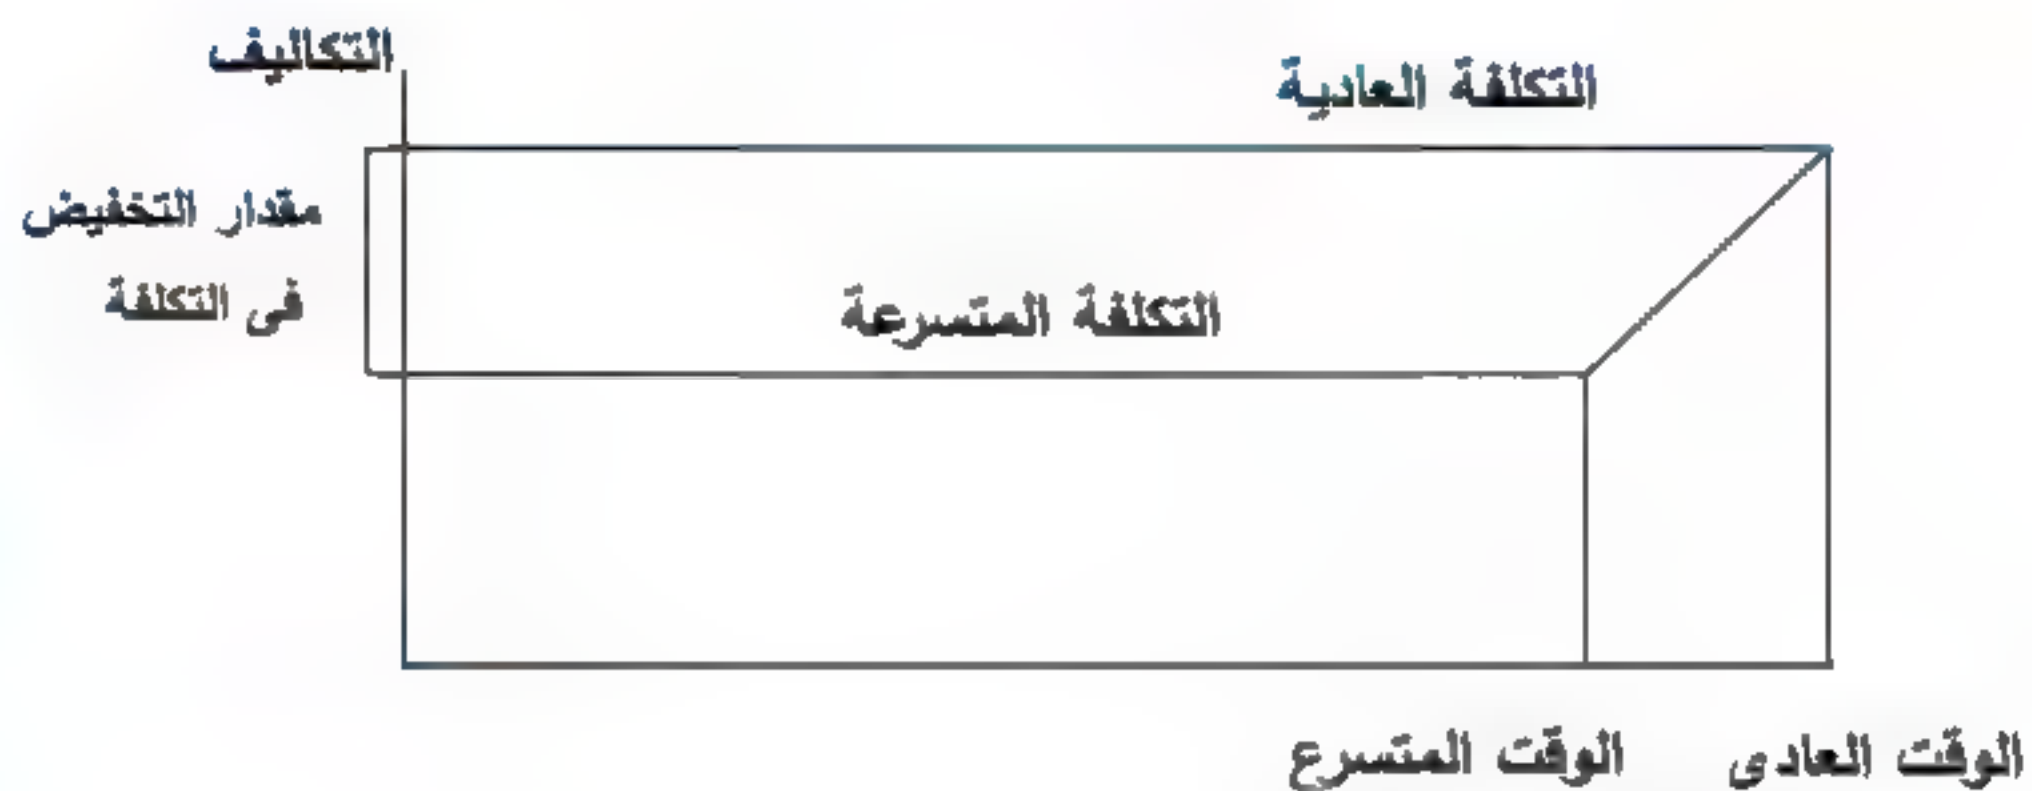 التكاليف
التكلفة العادية
مقدار التخفيض
فى التكلفة
التكلفة المتسرعة
الوقت المتسرع
الوقت العادى